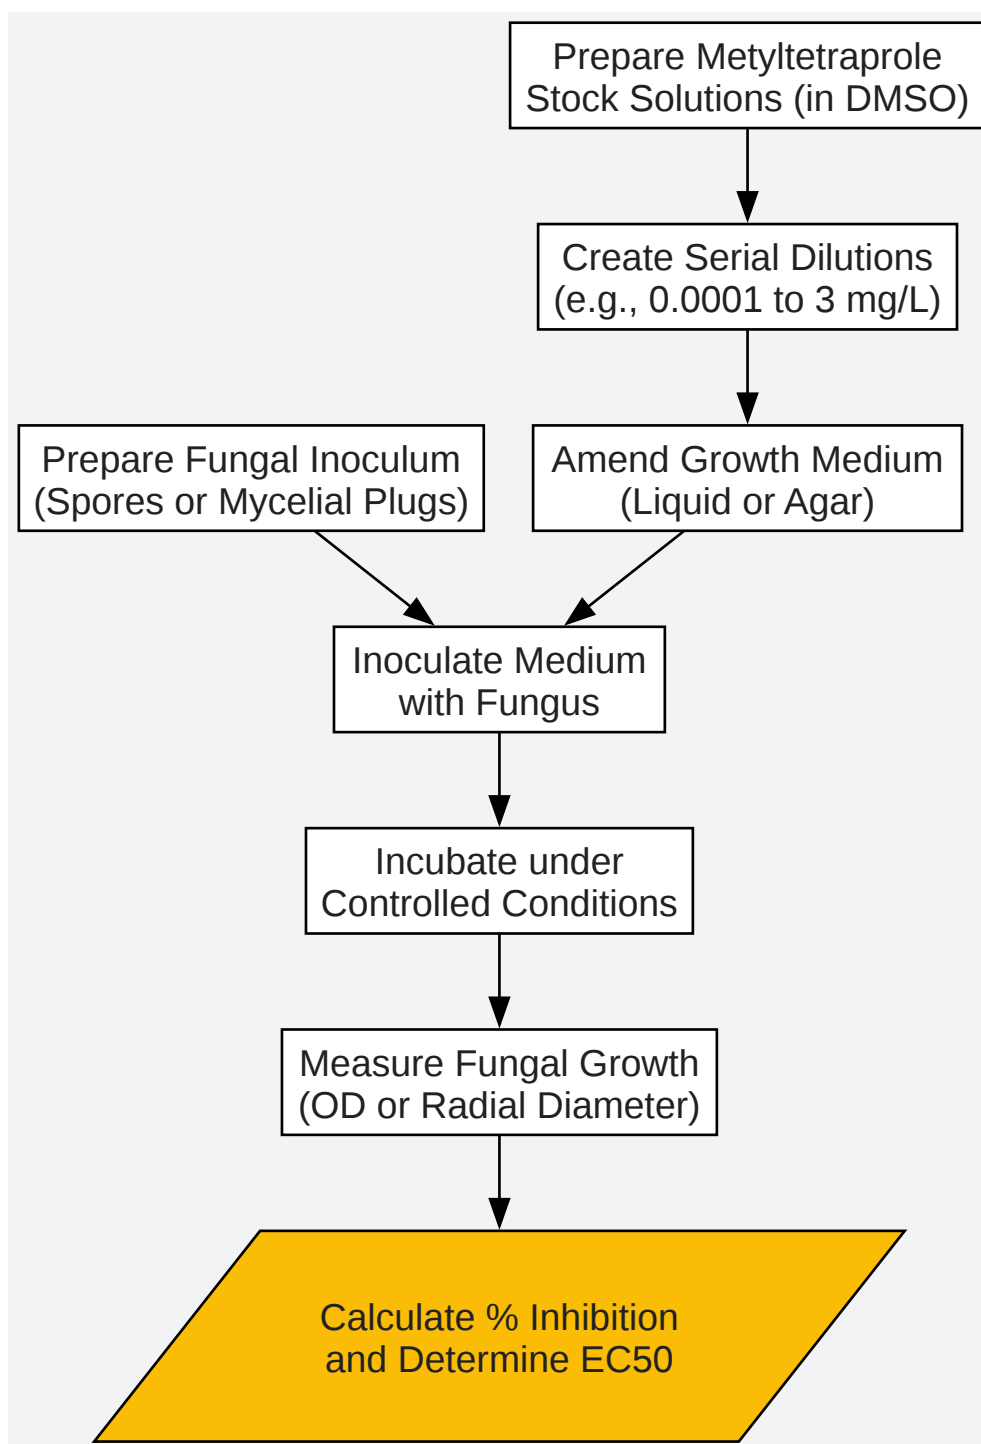 Prepare Metyltetraprole
Stock Solutions (in DMSO)
Create Serial Dilutions
(e.g., 0.0001 to 3 mg/L)
Prepare Fungal Inoculum
(Spores or Mycelial Plugs)
Amend Growth Medium
(Liquid or Agar)
Inoculate Medium
with Fungus
Incubate under
Controlled Conditions
Measure Fungal Growth
(OD or Radial Diameter)
Calculate % Inhibition
and Determine EC50